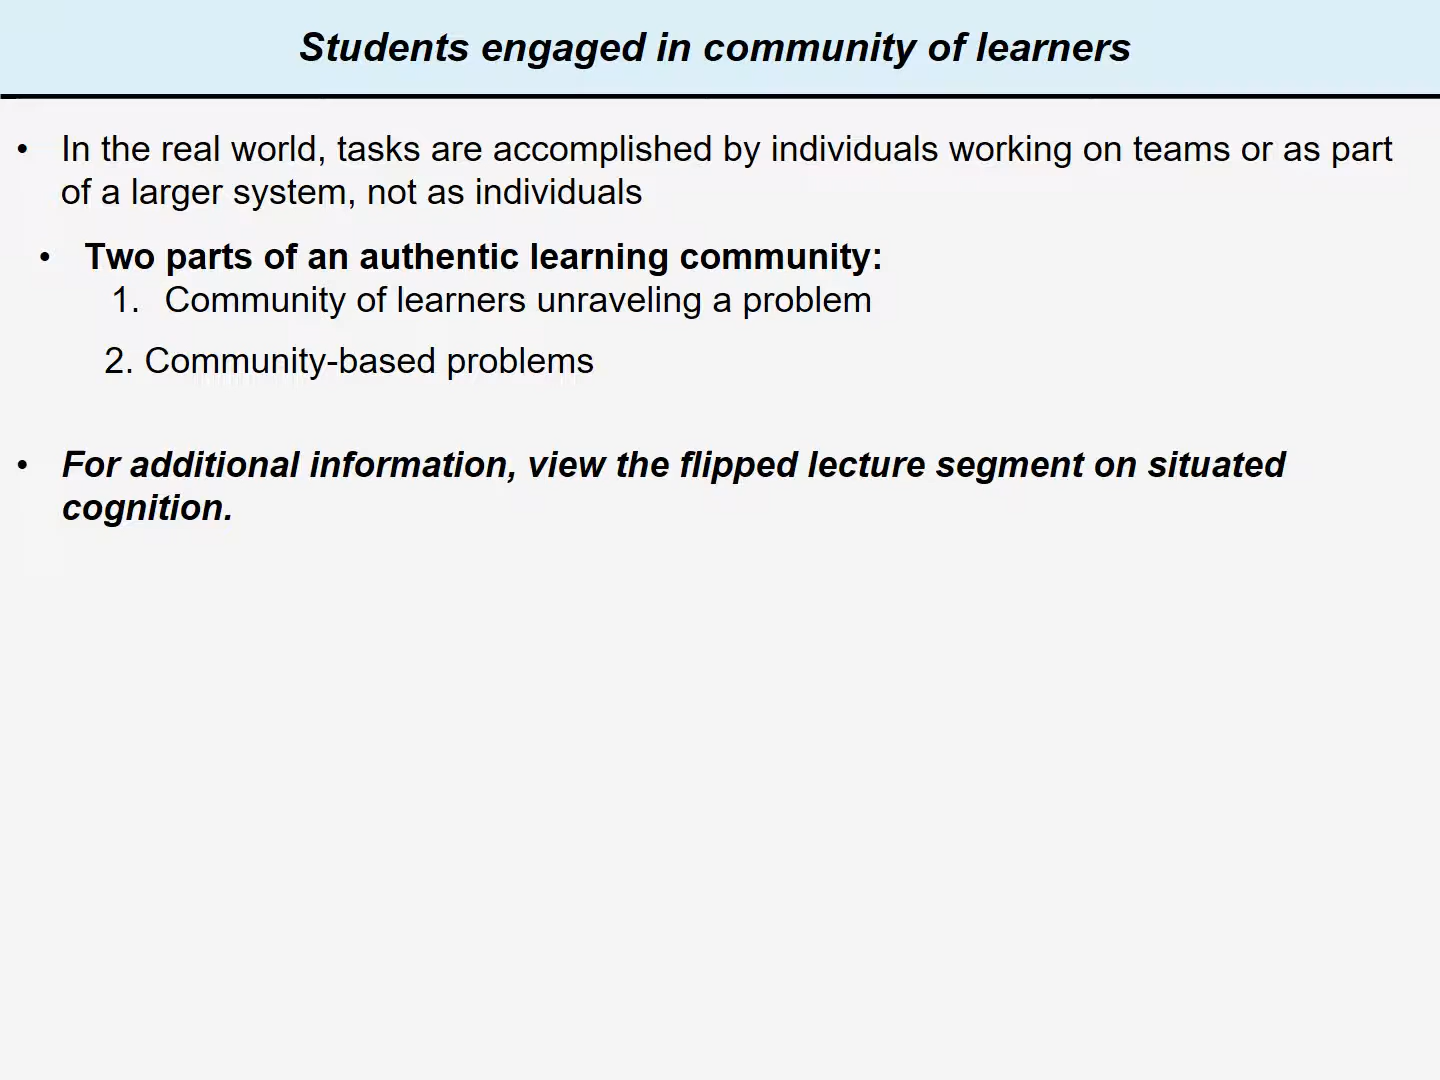 Students engaged in community of learners
• In the real world, tasks are accomplished by individuals working on teams or as part
of a larger system, not as individuals
• Two parts of an authentic learning community:
1. Community of learners unraveling a problem
2. Community-based problems
• For additional information, view the flipped lecture segment on situated
cognition.